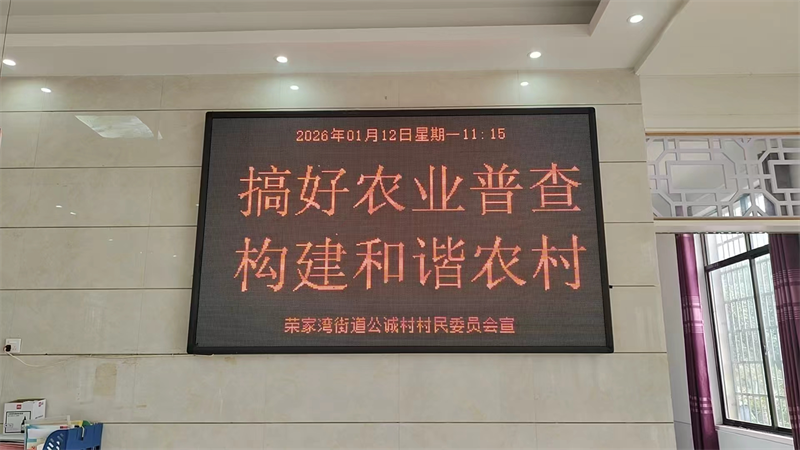 2026年01月12日星期一11:15
搞好农业普查
构建和谐农村
荣家湾街道公诚村村民委员会宣